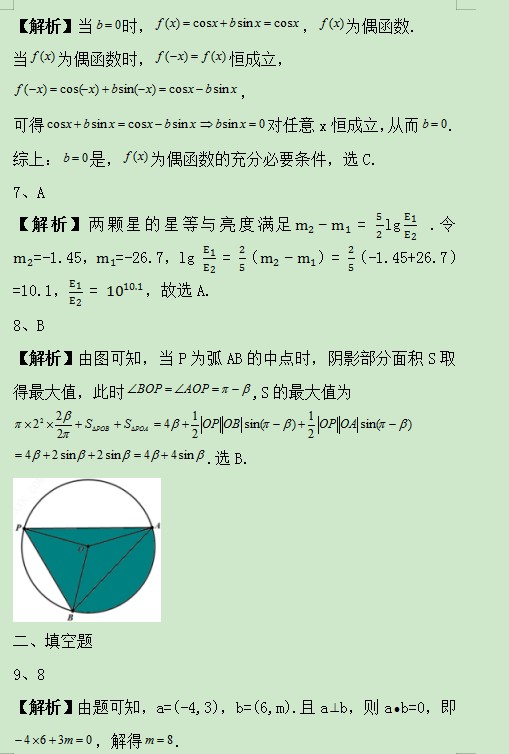 【解析】当b=0时，f(x)=cosx+bsinx=cosx，f(x)为偶函数.
当f(x)为偶函数时，f(−x)=f(x)恒成立，
f(−x)=cos(−x)+bsin(−x)=cosx−bsinx，
可得cosx+bsinx=cosx−bsinx⇒bsinx=0对任意x恒成立，从而b=0.
综上：b=0是，f(x)为偶函数的充分必要条件，选C.
7、A
【解析】两颗星的星等与亮度满足m₂−m₁ = 5/2 lg E₁/E₂ .令
m₂=-1.45，m₁=-26.7，lg E₁/E₂ = 2/5（m₂−m₁）= 2/5（-1.45+26.7）
=10.1，E₁/E₂ = 10^10.1，故选A.
8、B
【解析】由图可知，当P为弧AB的中点时，阴影部分面积S取
得最大值，此时∠BOP=∠AOP=π−β,S的最大值为
π×2²×2β/2π+S△POB+S△POA=4β+1/2|OP||OB|sin(π−β)+1/2|OP||OA|sin(π−β)
=4β+2sinβ+2sinβ=4β+4sinβ.选B.
P
A
O
B
二、填空题
9、8
【解析】由题可知，a=(-4,3)，b=(6,m).且a⊥b，则a•b=0，即
−4×6+3m=0，解得m=8.